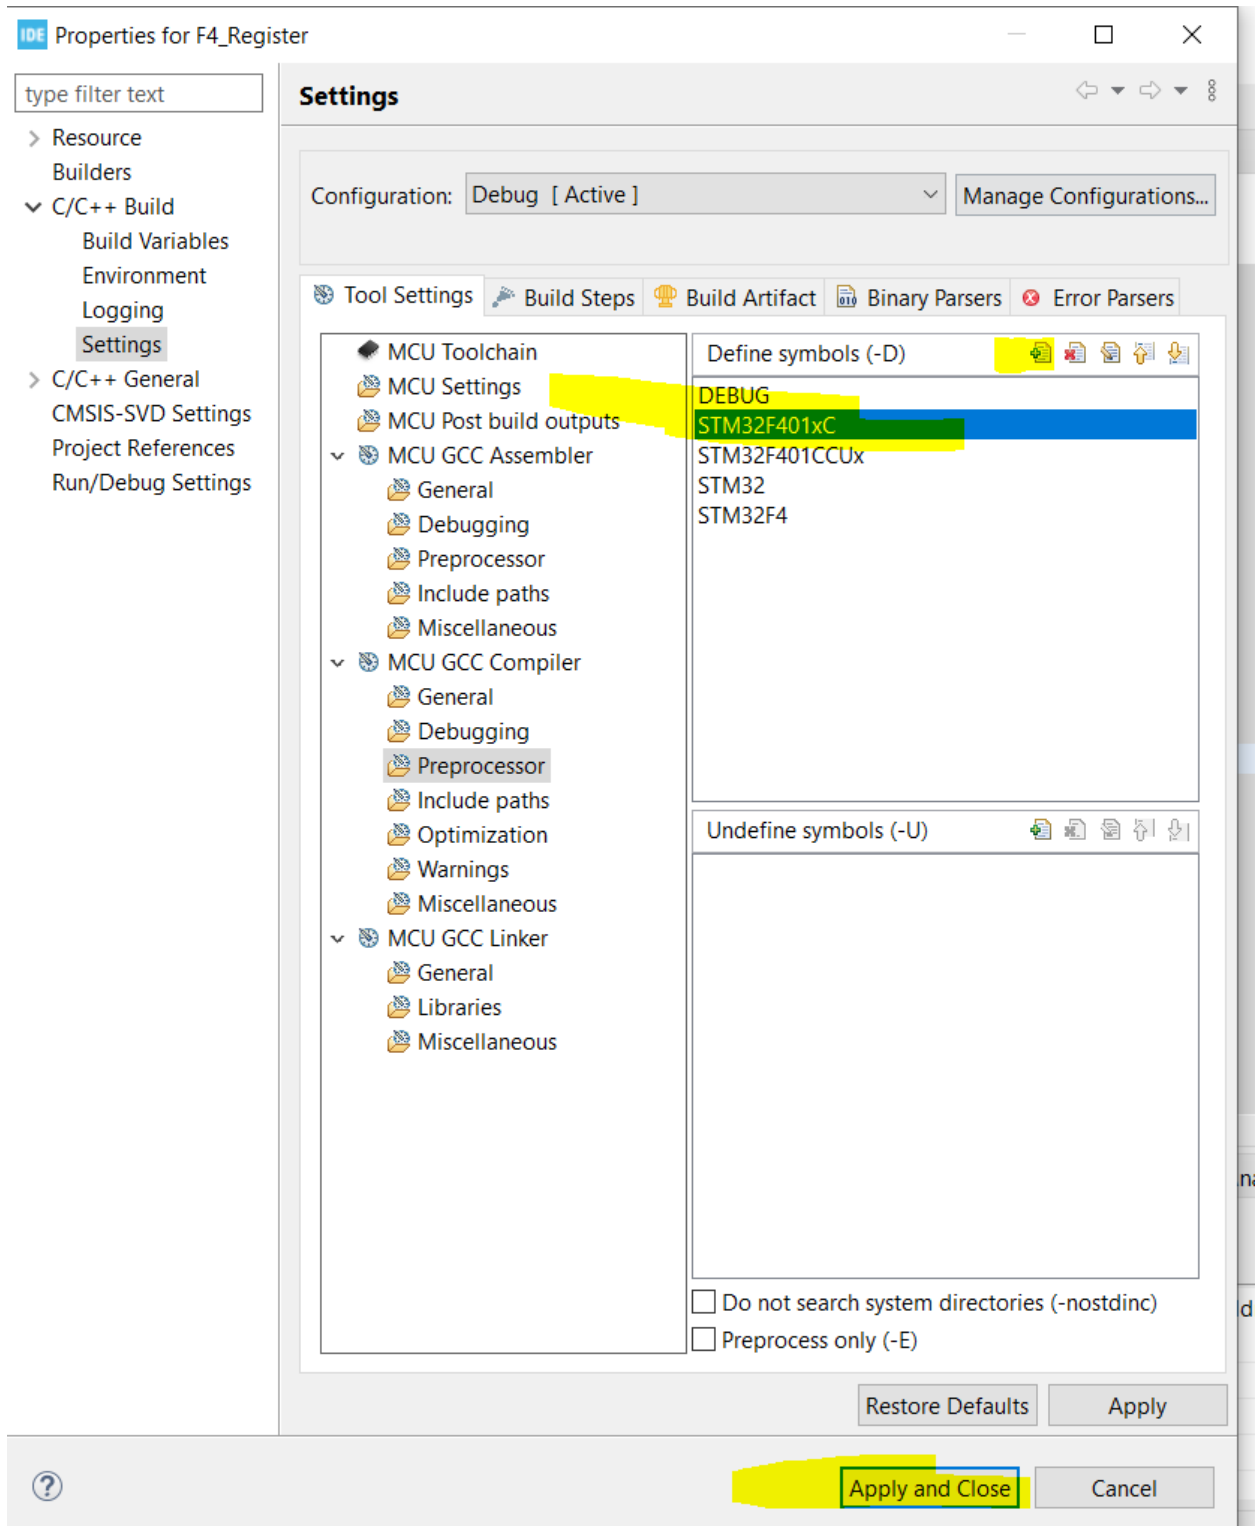 IDE Properties for F4_Register
type filter text
Settings
Resource
Builders
C/C++ Build
Build Variables
Environment
Logging
Settings
C/C++ General
CMSIS-SVD Settings
Project References
Run/Debug Settings
Configuration: Debug [ Active ] Manage Configurations...
Tool Settings Build Steps Build Artifact Binary Parsers Error Parsers
MCU Toolchain
MCU Settings
MCU Post build outputs
MCU GCC Assembler
General
Debugging
Preprocessor
Include paths
Miscellaneous
MCU GCC Compiler
General
Debugging
Preprocessor
Include paths
Optimization
Warnings
Miscellaneous
MCU GCC Linker
General
Libraries
Miscellaneous
Define symbols (-D)
DEBUG
STM32F401xC
STM32F401CCUx
STM32
STM32F4
Undefine symbols (-U)
Do not search system directories (-nostdinc)
Preprocess only (-E)
Restore Defaults Apply
Apply and Close Cancel